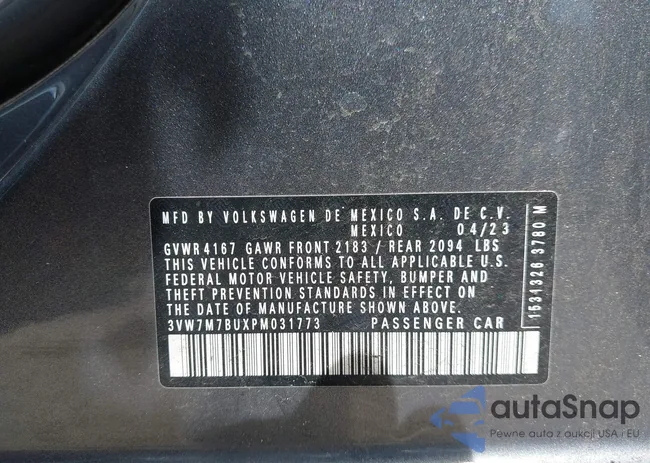 MFD BY VOLKSWAGEN DE MEXICO S.A. DE C.V.
MEXICO 04/23
GVWR 4167 GAWR FRONT 2183 / REAR 2094 LBS
THIS VEHICLE CONFORMS TO ALL APPLICABLE U.S.
FEDERAL MOTOR VEHICLE SAFETY, BUMPER AND
THEFT PREVENTION STANDARDS IN EFFECT ON
THE DATE OF MANUFACTURE SHOWN ABOVE.
3VW7M7BUXPM031773 PASSENGER CAR
1531326 3780 M
autaSnap
Pewne auta z aukcji USA i EU